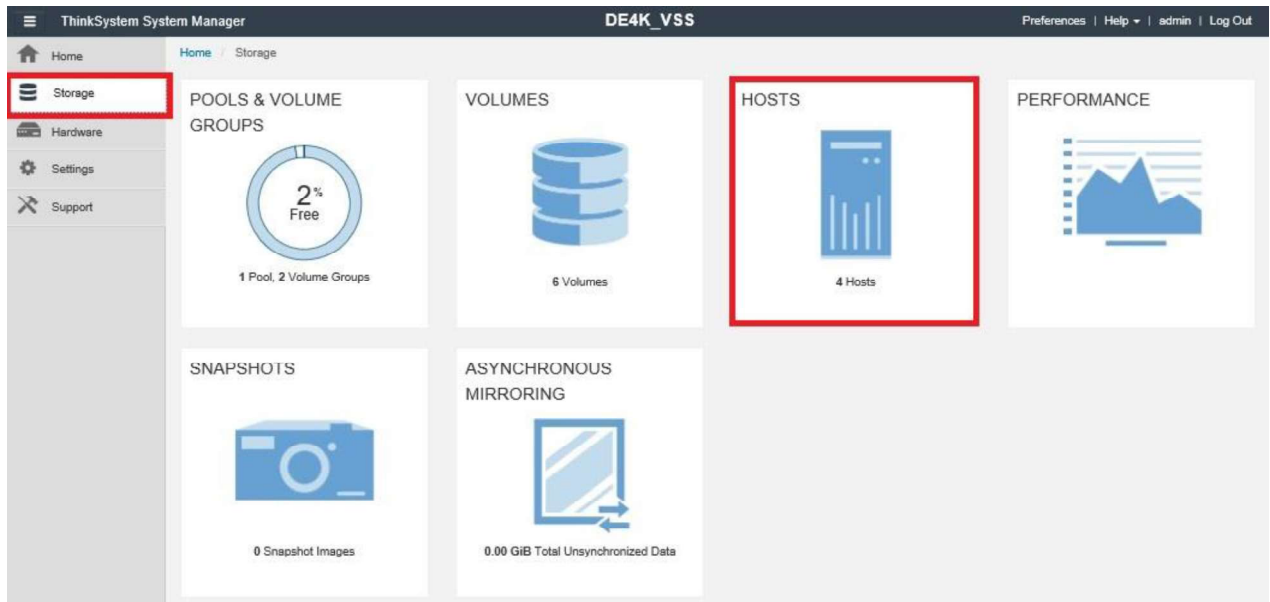 ThinkSystem System Manager
DE4K_VSS
Preferences | Help | admin | Log Out
Home
Storage
Hardware
Settings
Support
Home / Storage
POOLS & VOLUME
GROUPS
2%
Free
1 Pool, 2 Volume Groups
VOLUMES
6 Volumes
HOSTS
4 Hosts
PERFORMANCE
SNAPSHOTS
0 Snapshot Images
ASYNCHRONOUS
MIRRORING
0.00 GiB Total Unsynchronized Data